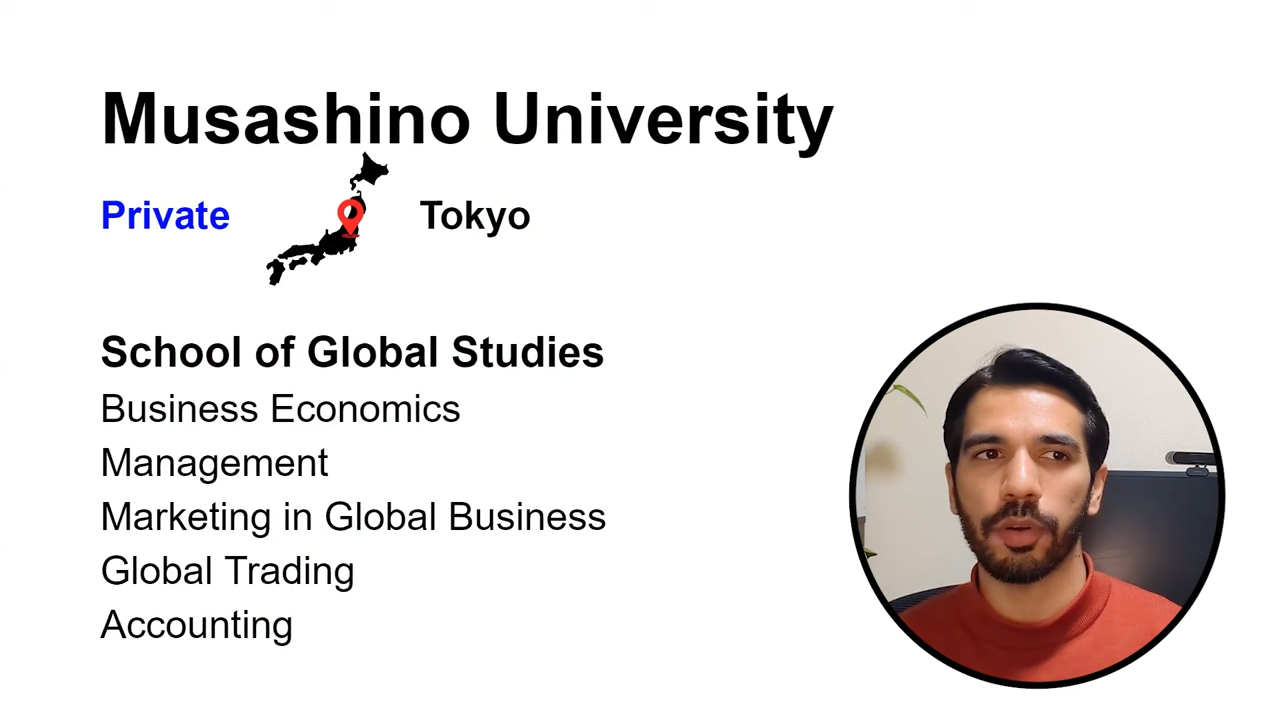 Musashino University
Private Tokyo
School of Global Studies
Business Economics
Management
Marketing in Global Business
Global Trading
Accounting